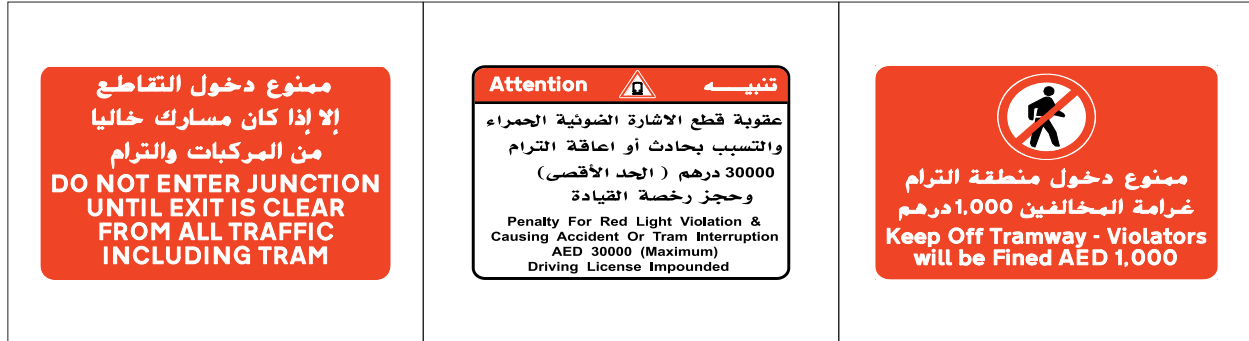 ممنوع دخول التقاطع
إلا إذا كان مسارك خاليا
من المركبات والترام
DO NOT ENTER JUNCTION
UNTIL EXIT IS CLEAR
FROM ALL TRAFFIC
INCLUDING TRAM
Attention تنبيــــه
عقوبة قطع الاشارة الضوئية الحمراء
والتسبب بحادث أو اعاقة الترام
30000 درهم ( الحد الأقصى)
وحجز رخصة القيادة
Penalty For Red Light Violation &
Causing Accident Or Tram Interruption
AED 30000 (Maximum)
Driving License Impounded
ممنوع دخول منطقة الترام
غرامة المخالفين 1,000 درهم
Keep Off Tramway - Violators
will be Fined AED 1,000